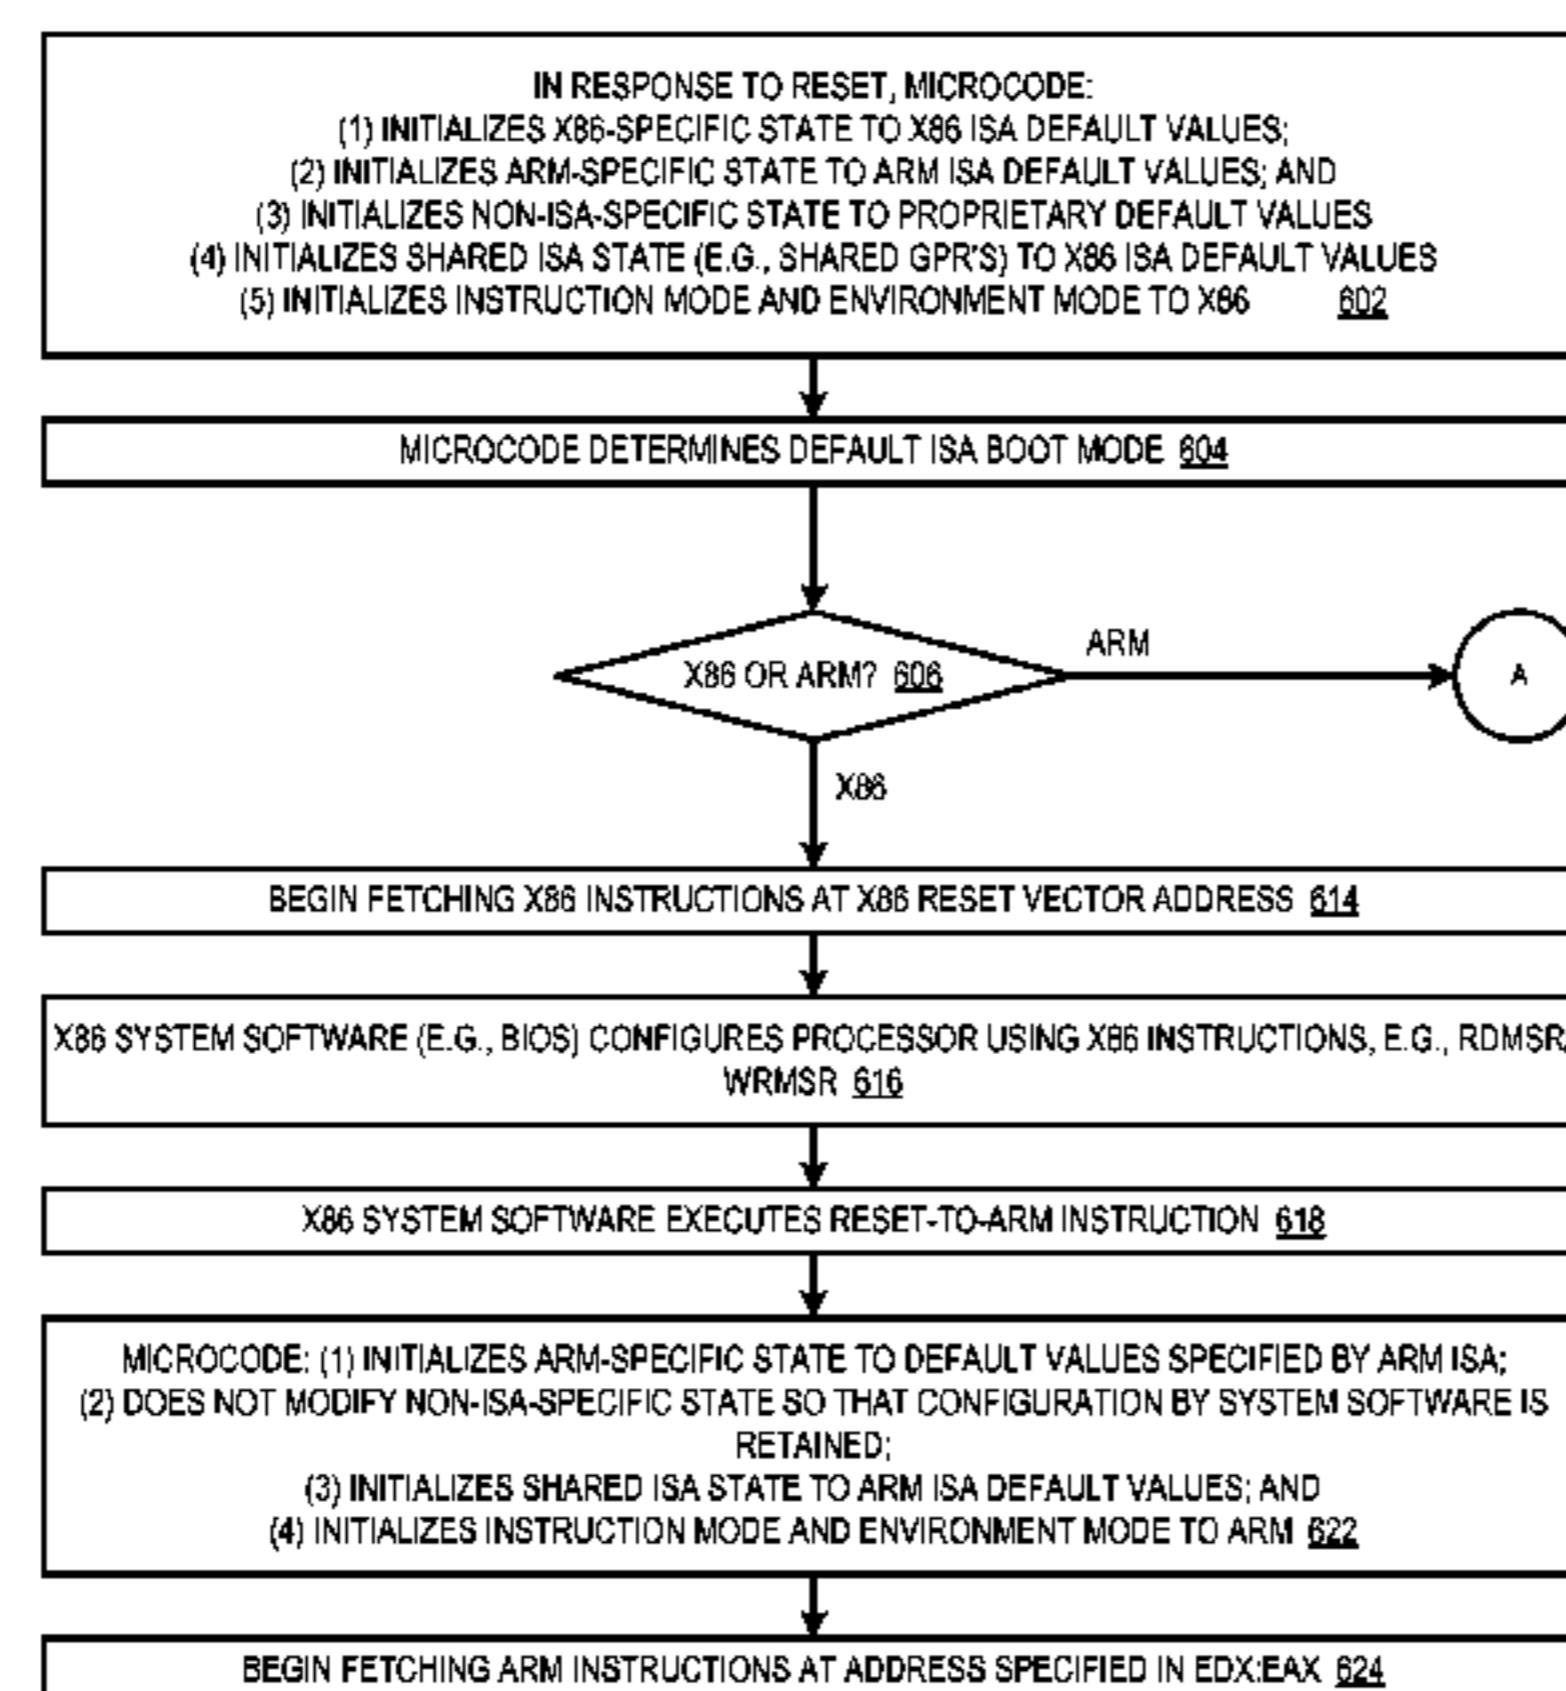 IN RESPONSE TO RESET, MICROCODE:
(1) INITIALIZES X86-SPECIFIC STATE TO X86 ISA DEFAULT VALUES;
(2) INITIALIZES ARM-SPECIFIC STATE TO ARM ISA DEFAULT VALUES; AND
(3) INITIALIZES NON-ISA-SPECIFIC STATE TO PROPRIETARY DEFAULT VALUES
(4) INITIALIZES SHARED ISA STATE (E.G., SHARED GPR'S) TO X86 ISA DEFAULT VALUES
(5) INITIALIZES INSTRUCTION MODE AND ENVIRONMENT MODE TO X86 602
MICROCODE DETERMINES DEFAULT ISA BOOT MODE 604
ARM
X86 OR ARM? 606
A
X86
BEGIN FETCHING X86 INSTRUCTIONS AT X86 RESET VECTOR ADDRESS 614
X86 SYSTEM SOFTWARE (E.G., BIOS) CONFIGURES PROCESSOR USING X86 INSTRUCTIONS, E.G., RDMSR/
WRMSR 616
X86 SYSTEM SOFTWARE EXECUTES RESET-TO-ARM INSTRUCTION 618
MICROCODE: (1) INITIALIZES ARM-SPECIFIC STATE TO DEFAULT VALUES SPECIFIED BY ARM ISA;
(2) DOES NOT MODIFY NON-ISA-SPECIFIC STATE SO THAT CONFIGURATION BY SYSTEM SOFTWARE IS
RETAINED;
(3) INITIALIZES SHARED ISA STATE TO ARM ISA DEFAULT VALUES; AND
(4) INITIALIZES INSTRUCTION MODE AND ENVIRONMENT MODE TO ARM 622
BEGIN FETCHING ARM INSTRUCTIONS AT ADDRESS SPECIFIED IN EDX:EAX 624